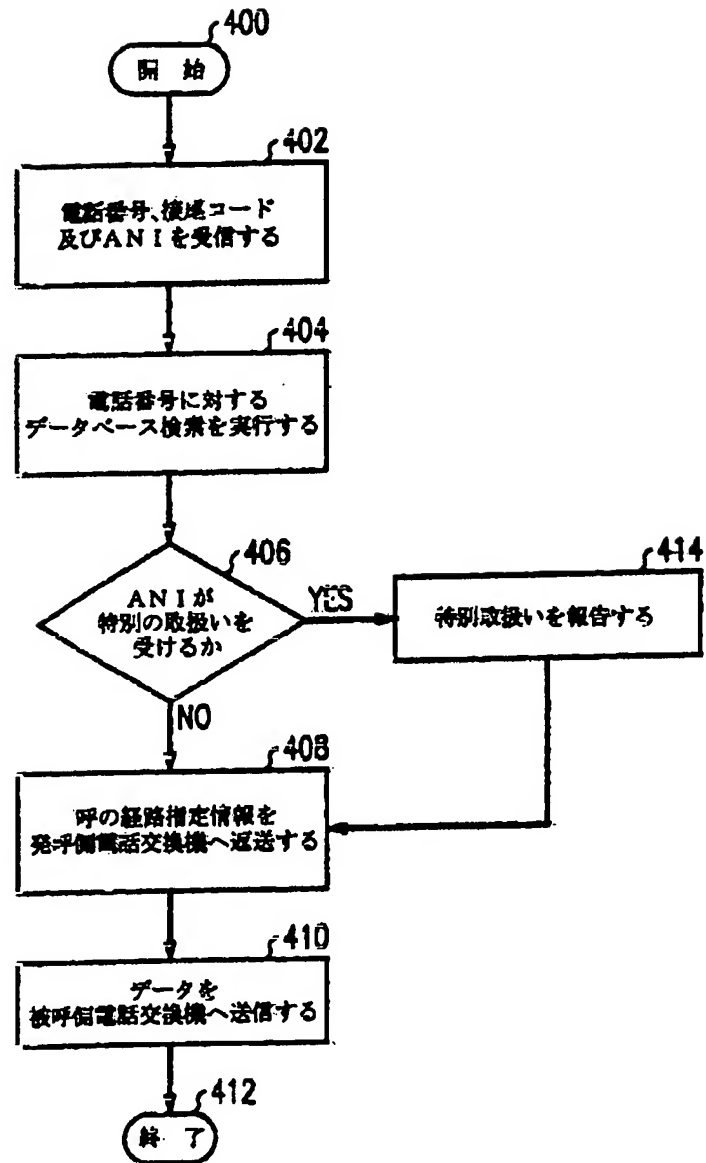 400
開 始
402
電話番号、接尾コード
及びANIを受信する
404
電話番号に対する
データベース検索を実行する
406
ANIが
特別の取扱いを
受けるか
YES
414
特別取扱いを報告する
NO
408
呼の経路指定情報を
発呼側電話交換機へ返送する
410
データを
被呼側電話交換機へ送信する
412
終 了